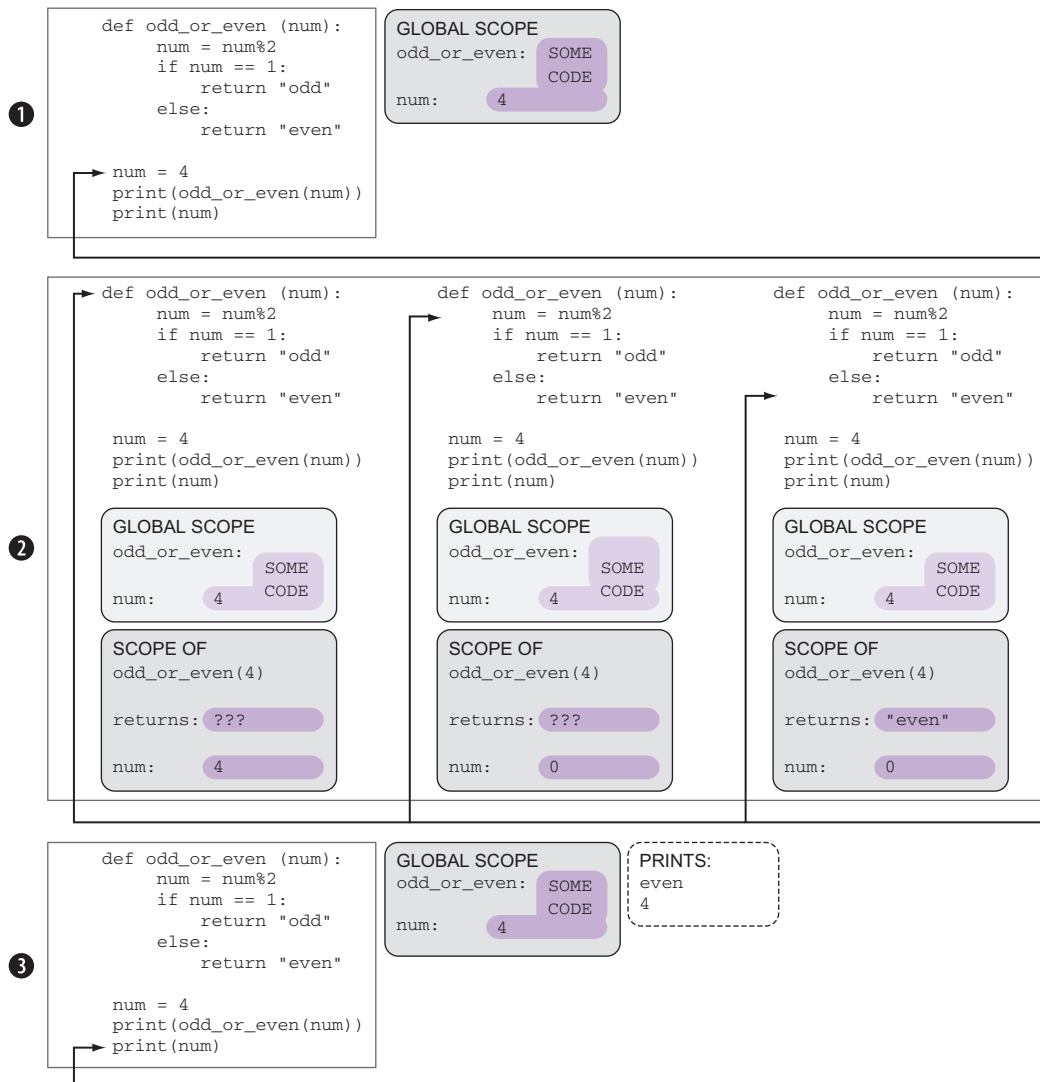 1
def odd_or_even (num):
    num = num%2
    if num == 1:
        return "odd"
    else:
        return "even"
num = 4
print(odd_or_even(num))
print(num)
GLOBAL SCOPE
odd_or_even: SOME
CODE
num: 4
2
def odd_or_even (num):
    num = num%2
    if num == 1:
        return "odd"
    else:
        return "even"
num = 4
print(odd_or_even(num))
print(num)
GLOBAL SCOPE
odd_or_even:
SOME
CODE
num: 4
SCOPE OF
odd_or_even(4)
returns: ???
num: 4
def odd_or_even (num):
    num = num%2
    if num == 1:
        return "odd"
    else:
        return "even"
num = 4
print(odd_or_even(num))
print(num)
GLOBAL SCOPE
odd_or_even:
SOME
CODE
num: 4
SCOPE OF
odd_or_even(4)
returns: ???
num: 0
def odd_or_even (num):
    num = num%2
    if num == 1:
        return "odd"
    else:
        return "even"
num = 4
print(odd_or_even(num))
print(num)
GLOBAL SCOPE
odd_or_even:
SOME
CODE
num: 4
SCOPE OF
odd_or_even(4)
returns: "even"
num: 0
3
def odd_or_even (num):
    num = num%2
    if num == 1:
        return "odd"
    else:
        return "even"
num = 4
print(odd_or_even(num))
print(num)
GLOBAL SCOPE
odd_or_even: SOME
CODE
num: 4
PRINTS:
even
4